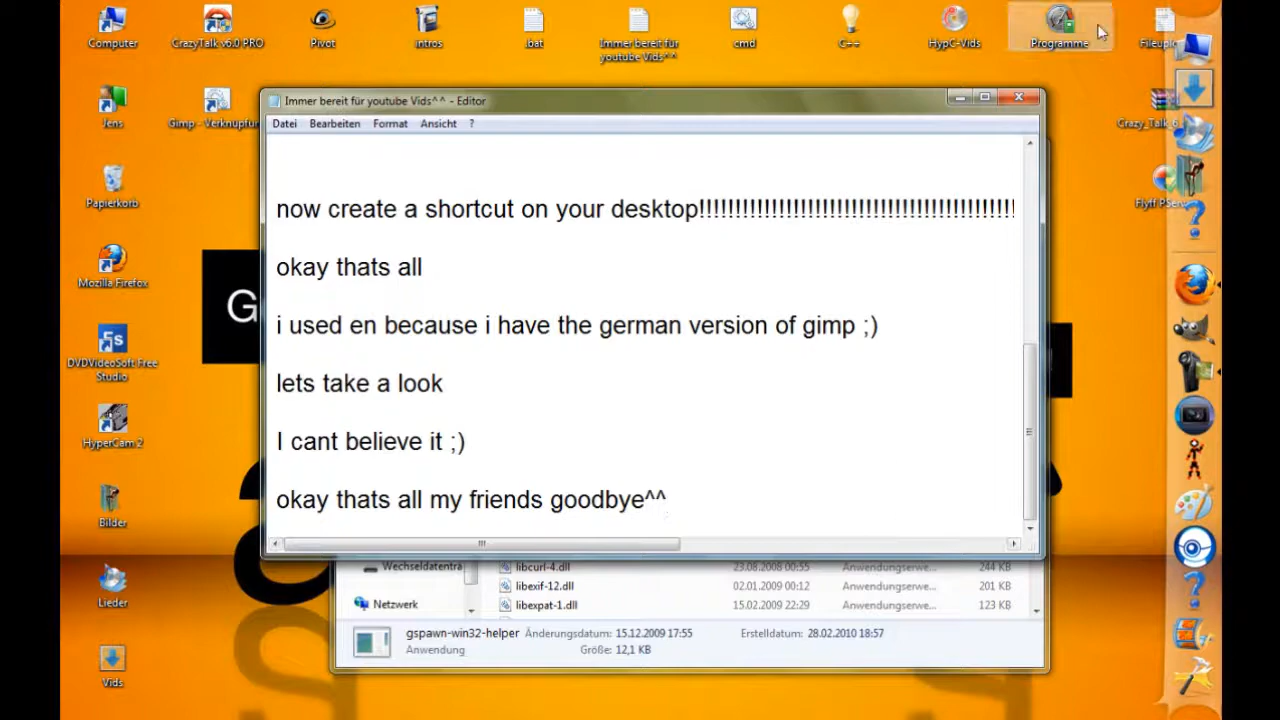 Computer
CrazyTalk v6.0 PRO
Pivot
intros
.bat
Immer bereit für
youtube Vids^^
cmd
C++
HypC-Vids
Programme
Jens
Papierkorb
Mozilla Firefox
DVDVideoSoft Free
Studio
HyperCam 2
Bilder
Lieder
Vids
G
Immer bereit für youtube Vids^^ - Editor
Datei Bearbeiten Format Ansicht ?
now create a shortcut on your desktop!!!!!!!!!!!!!!!!!!!!!!!!!!!!!!!!!!!!!!!!!!!!
okay thats all
i used en because i have the german version of gimp ;)
lets take a look
I cant believe it ;)
okay thats all my friends goodbye^^
Netzwerk
libcurl-4.dll 23.08.2008 00:55 Anwendungserwe... 244 KB
libexif-12.dll 02.01.2009 00:12 Anwendungserwe... 201 KB
libexpat-1.dll 15.02.2009 22:29 Anwendungserwe... 123 KB
gspawn-win32-helper Änderungsdatum: 15.12.2009 17:55 Erstelldatum: 28.02.2010 18:57
Anwendung Größe: 12,1 KB